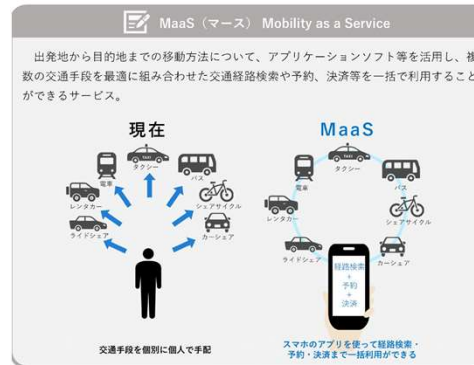 MaaS（マース） Mobility as a Service
出発地から目的地までの移動方法について、アプリケーションソフト等を活用し、複
数の交通手段を最適に組み合わせた交通経路検索や予約、決済等を一括で利用すること
ができるサービス。
現在
タクシー
TAXI
電車
バス
レンタカー
シェアサイクル
ライドシェア
カーシェア
交通手段を個別に個人で手配
MaaS
タクシー
TAXI
電車
バス
レンタカー
シェアサイクル
ライドシェア
カーシェア
経路検索
+
予約
+
決済
スマホのアプリを使って経路検索・
予約・決済まで一括利用ができる